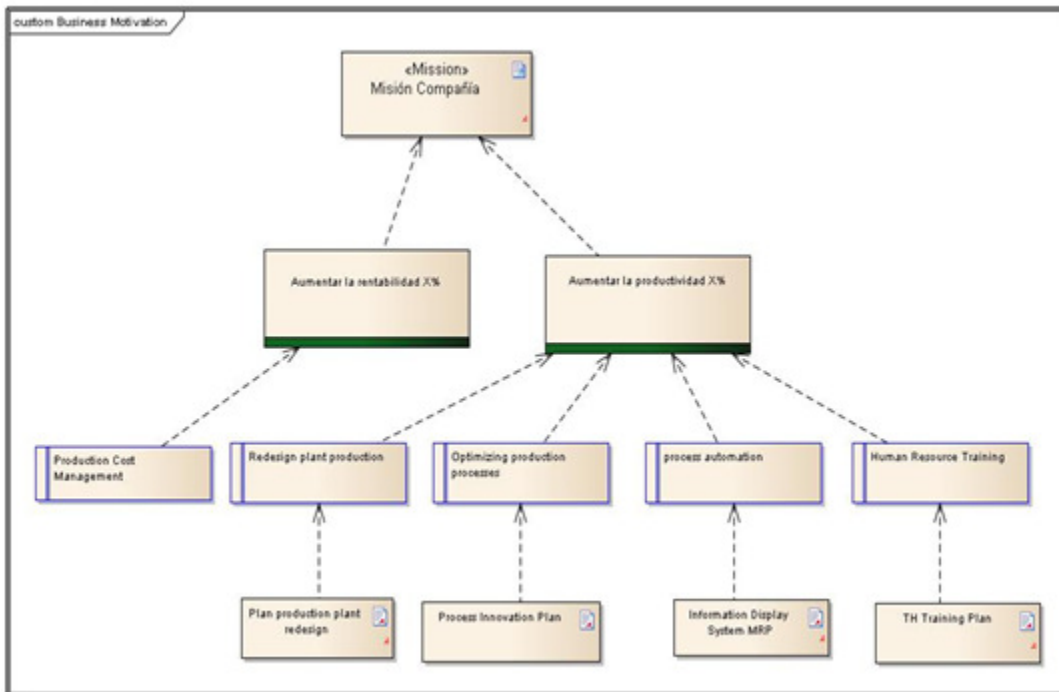 custom Business Motivation
«Mission»
Misión Compañía
Aumentar la rentabilidad X%
Aumentar la productividad X%
Production Cost
Management
Redesign plant production
Optimizing production
processes
process automation
Human Resource Training
Plan production plant
redesign
Process Innovation Plan
Information Display
System MRP
TH Training Plan